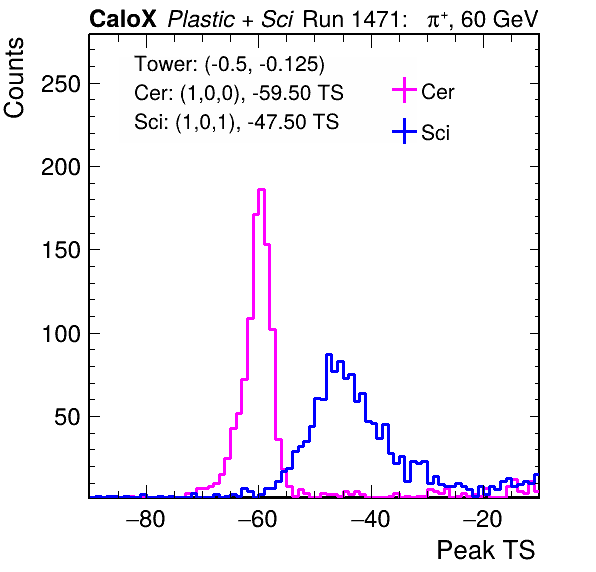 CaloX Plastic + Sci Run 1471: π⁺, 60 GeV
Tower: (-0.5, -0.125)
Cer: (1,0,0), -59.50 TS
Sci: (1,0,1), -47.50 TS
Cer
Sci
Counts
250
200
150
100
50
−80 −60 −40 −20
Peak TS